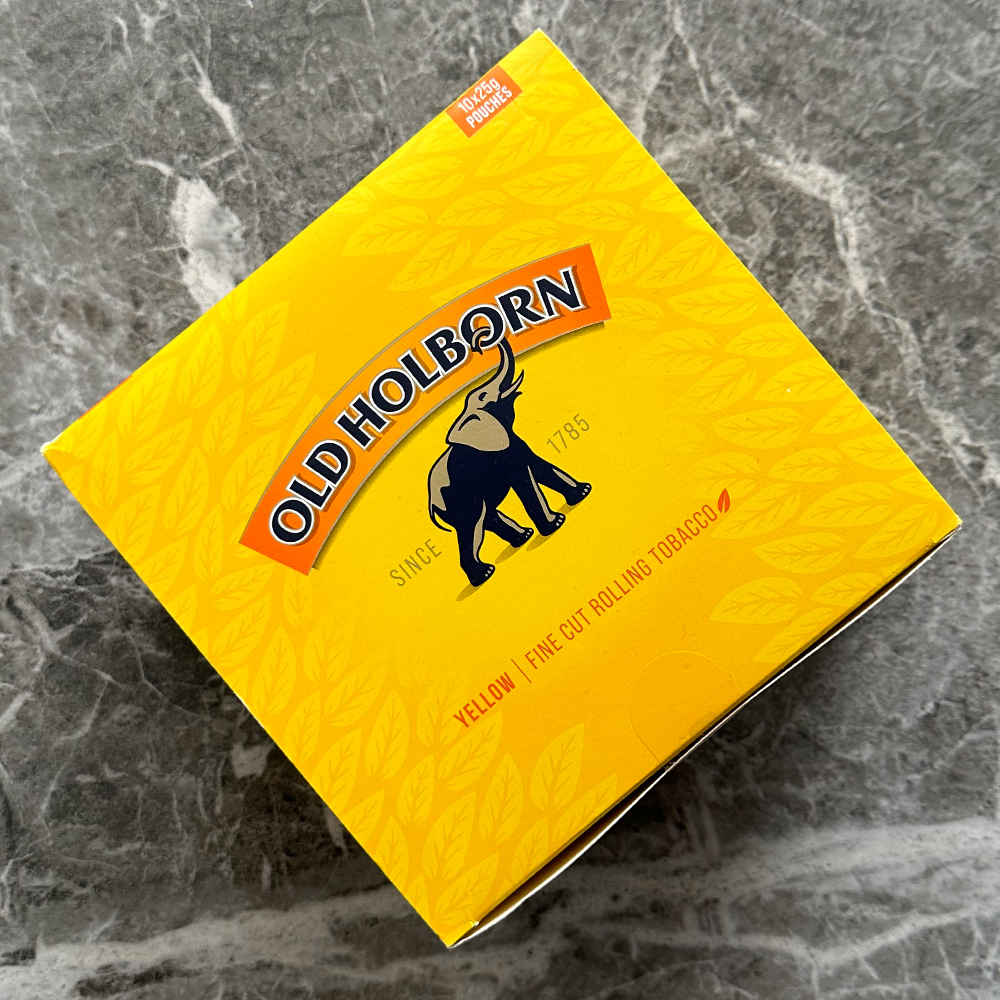 10x25g
POUCHES
OLD HOLBORN
SINCE 1785
YELLOW | FINE CUT ROLLING TOBACCO